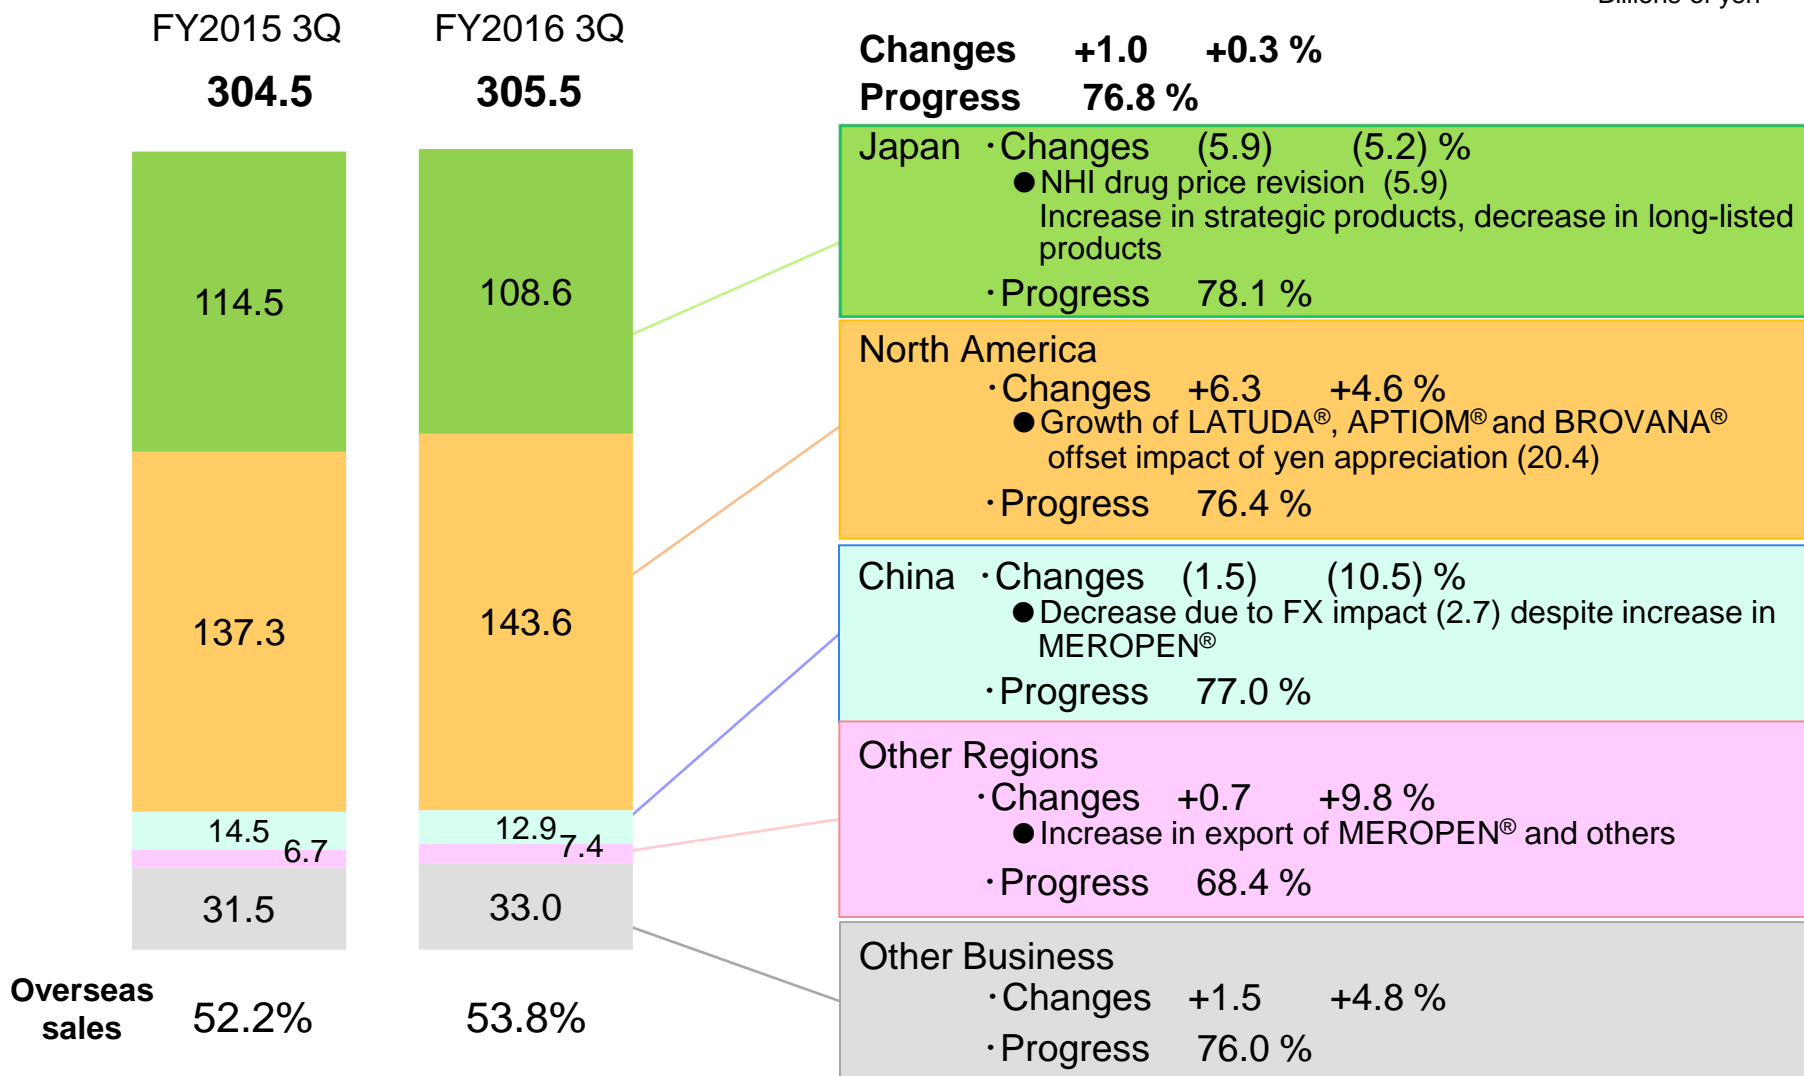 Billions of yen
FY2015 3Q
FY2016 3Q
304.5
305.5
Changes +1.0 +0.3 %
Progress 76.8 %
114.5
137.3
14.5
6.7
31.5
108.6
143.6
12.9
7.4
33.0
Overseas
sales
52.2%
53.8%
Japan ・Changes (5.9) (5.2) %
●NHI drug price revision (5.9)
Increase in strategic products, decrease in long-listed
products
・Progress 78.1 %
North America
・Changes +6.3 +4.6 %
●Growth of LATUDA®, APTIOM® and BROVANA®
offset impact of yen appreciation (20.4)
・Progress 76.4 %
China ・Changes (1.5) (10.5) %
●Decrease due to FX impact (2.7) despite increase in
MEROPEN®
・Progress 77.0 %
Other Regions
・Changes +0.7 +9.8 %
●Increase in export of MEROPEN® and others
・Progress 68.4 %
Other Business
・Changes +1.5 +4.8 %
・Progress 76.0 %